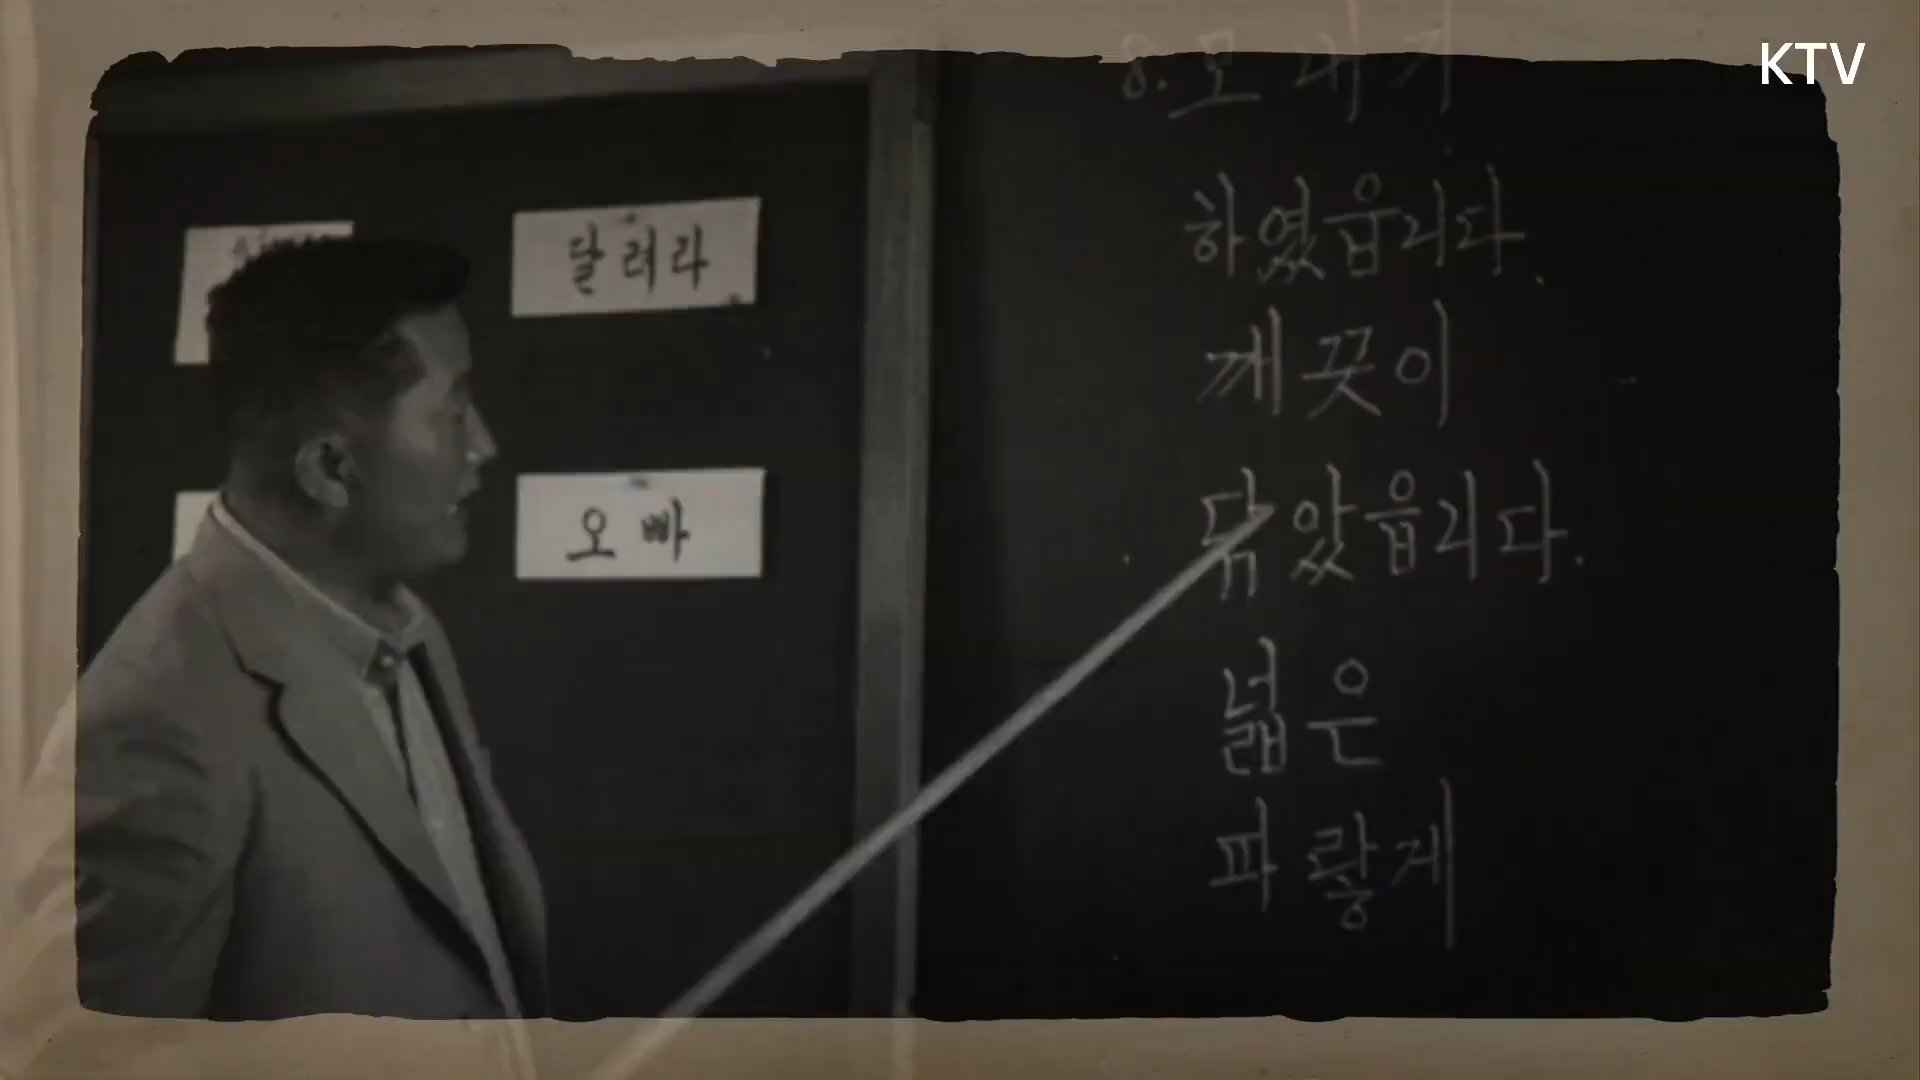 KTV
달려라
오빠
8. 모내기
하였읍니다.
깨끗이
닦았읍니다.
넓은
파랗게